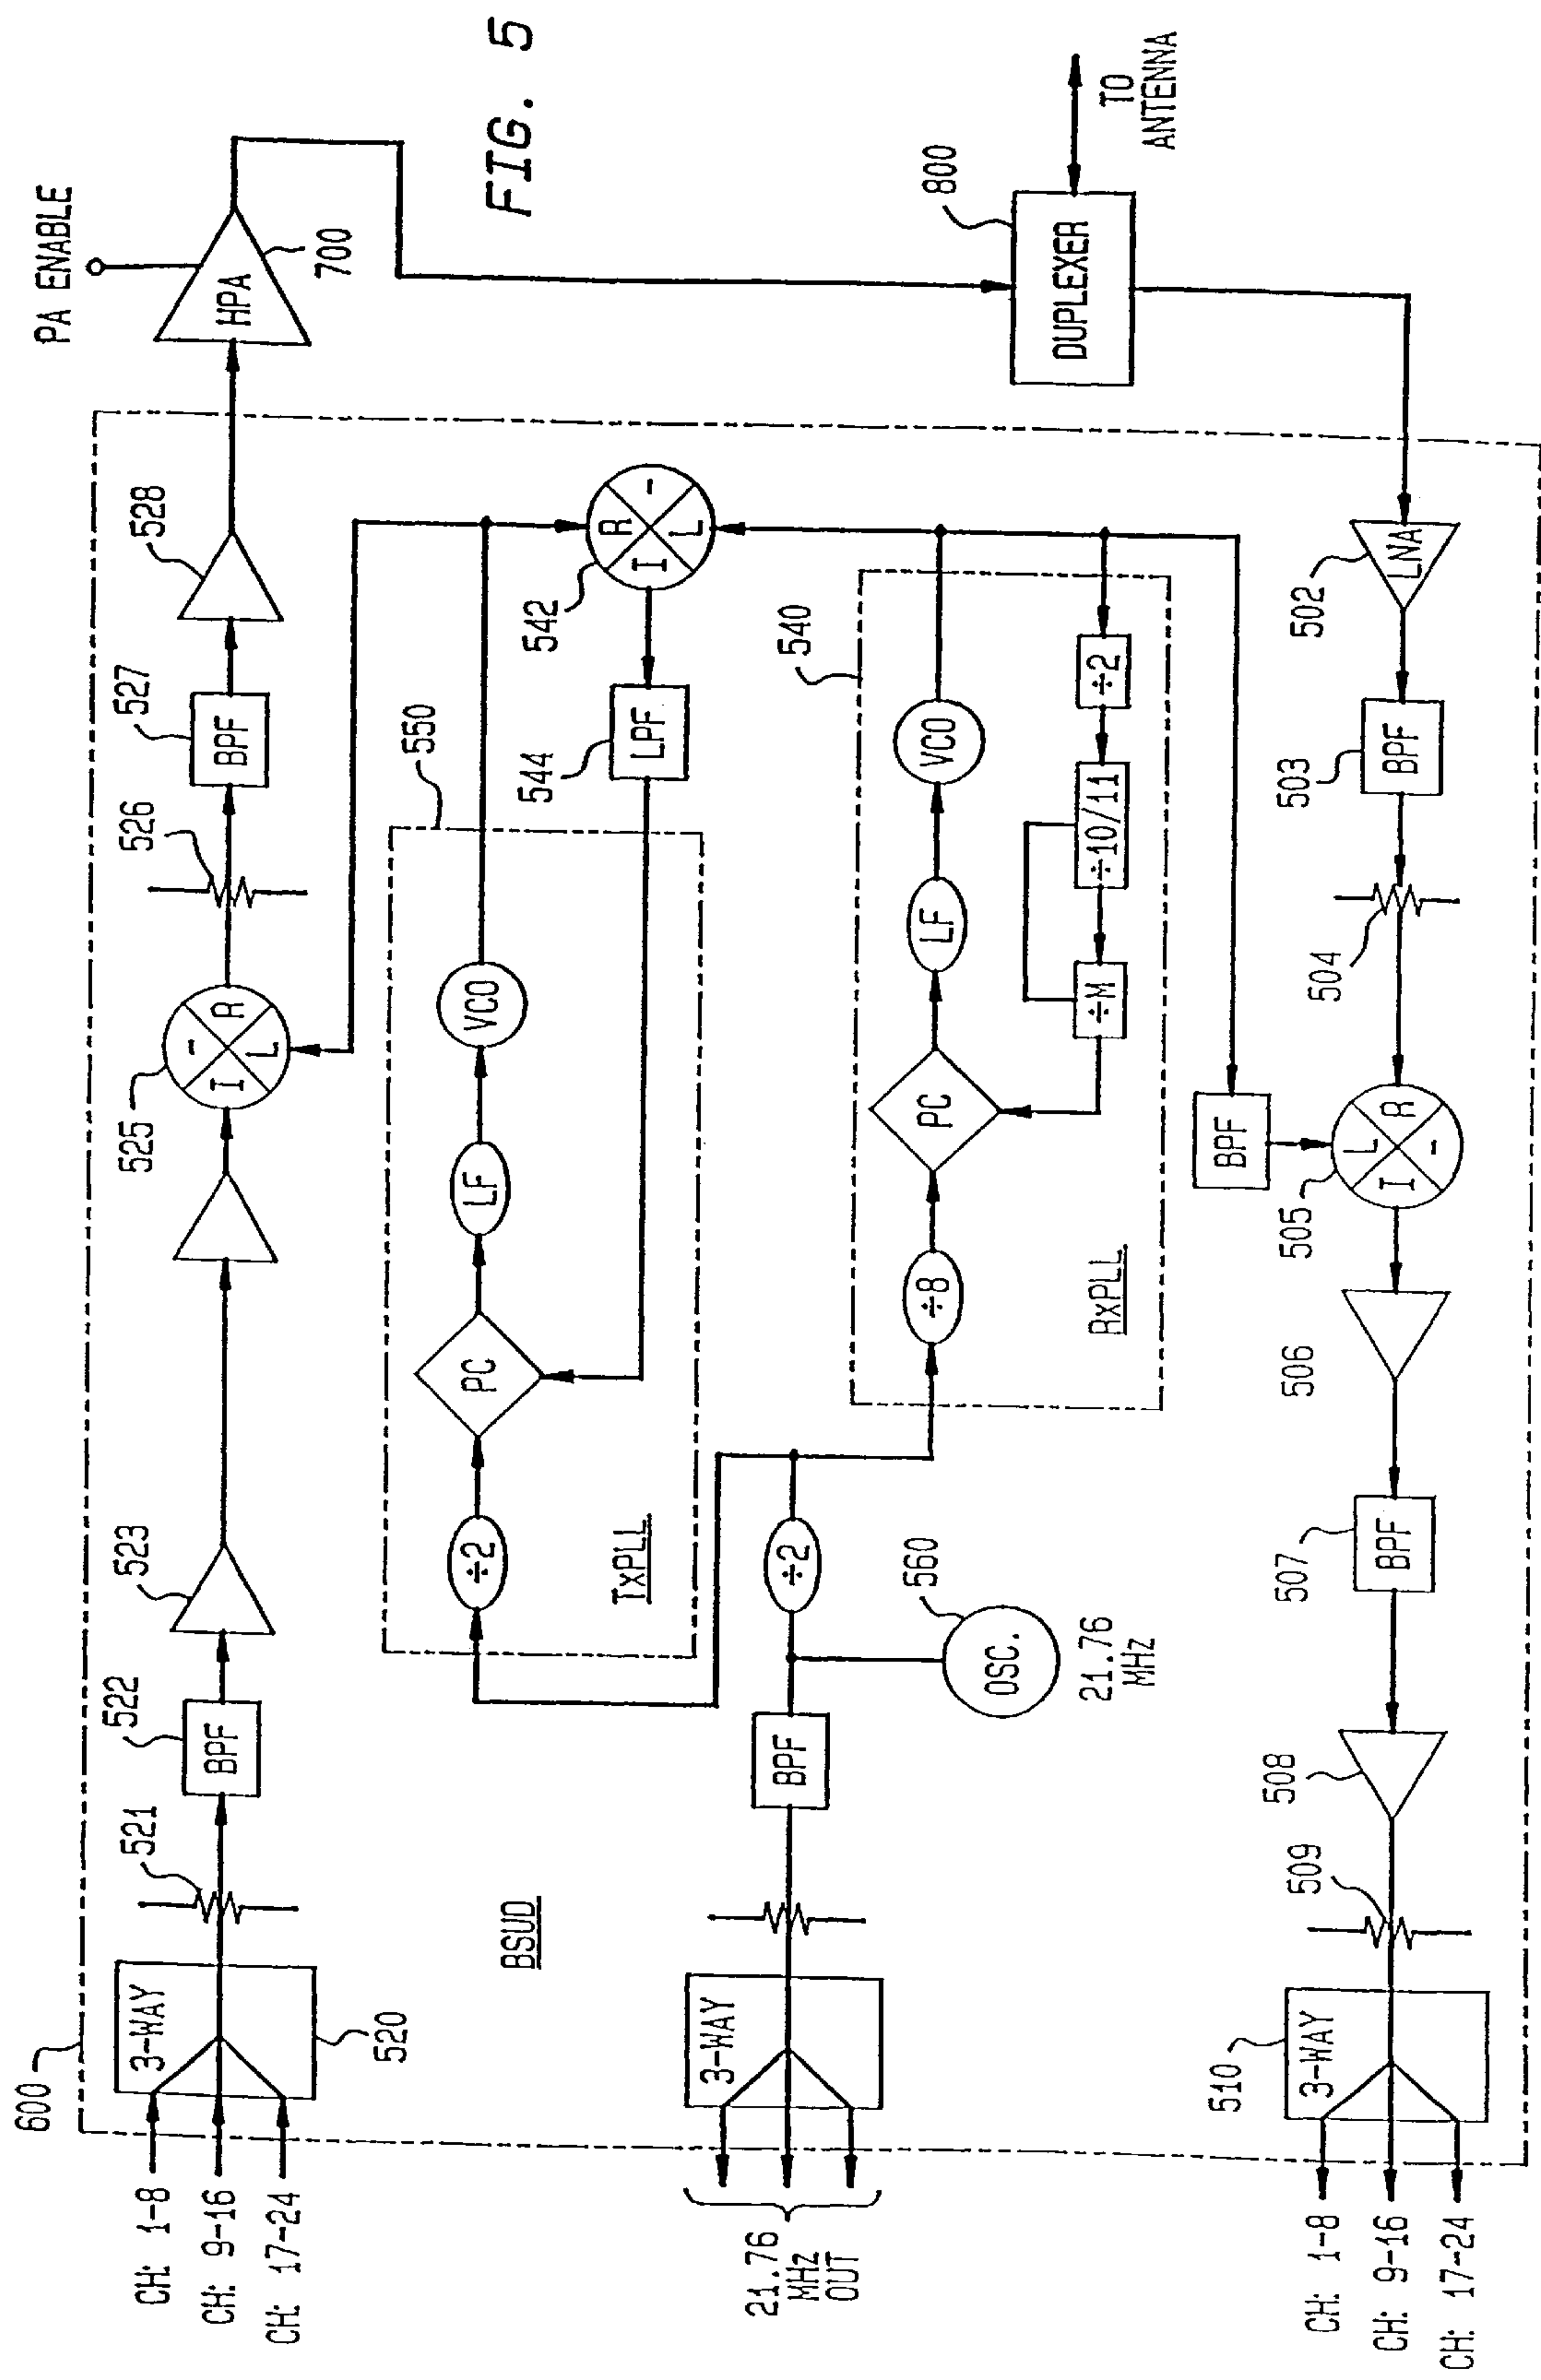 FIG. 5
600
CH: 1-8
CH: 9-16
CH: 17-24
3-WAY
520
521
BPF
522
523
525
I
-
R
L
526
BPF
527
528
PA ENABLE
HPA
700
BSUD
TxPLL
÷2
PC
LF
VCO
550
LPF
544
542
R
-
I
L
21.76
MHz
OUT
3-WAY
BPF
÷2
OSC.
560
21.76
MHz
RxPLL
÷8
PC
LF
VCO
540
÷M
÷10/11
÷2
DUPLEXER
800
TO
ANTENNA
BPF
CH: 1-8
CH: 9-16
CH: 17-24
3-WAY
510
509
508
BPF
507
506
505
L
I
R
-
504
BPF
503
LNA
502